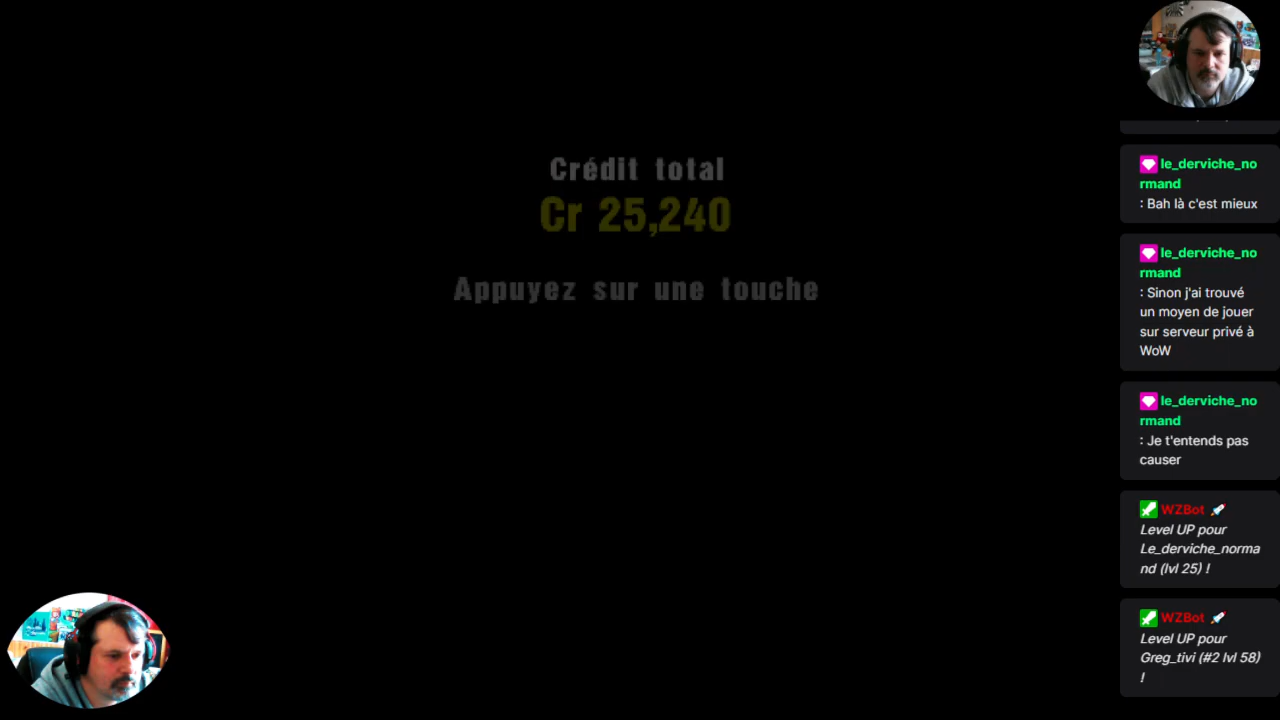 Crédit total
Cr 25,240
Appuyez sur une touche
le_derviche_no
rmand
: Bah là c'est mieux
le_derviche_no
rmand
: Sinon j'ai trouvé
un moyen de jouer
sur serveur privé à
WoW
le_derviche_no
rmand
: Je t'entends pas
causer
WZBot
Level UP pour
Le_derviche_norma
nd (lvl 25) !
WZBot
Level UP pour
Greg_tivi (#2 lvl 58)
!